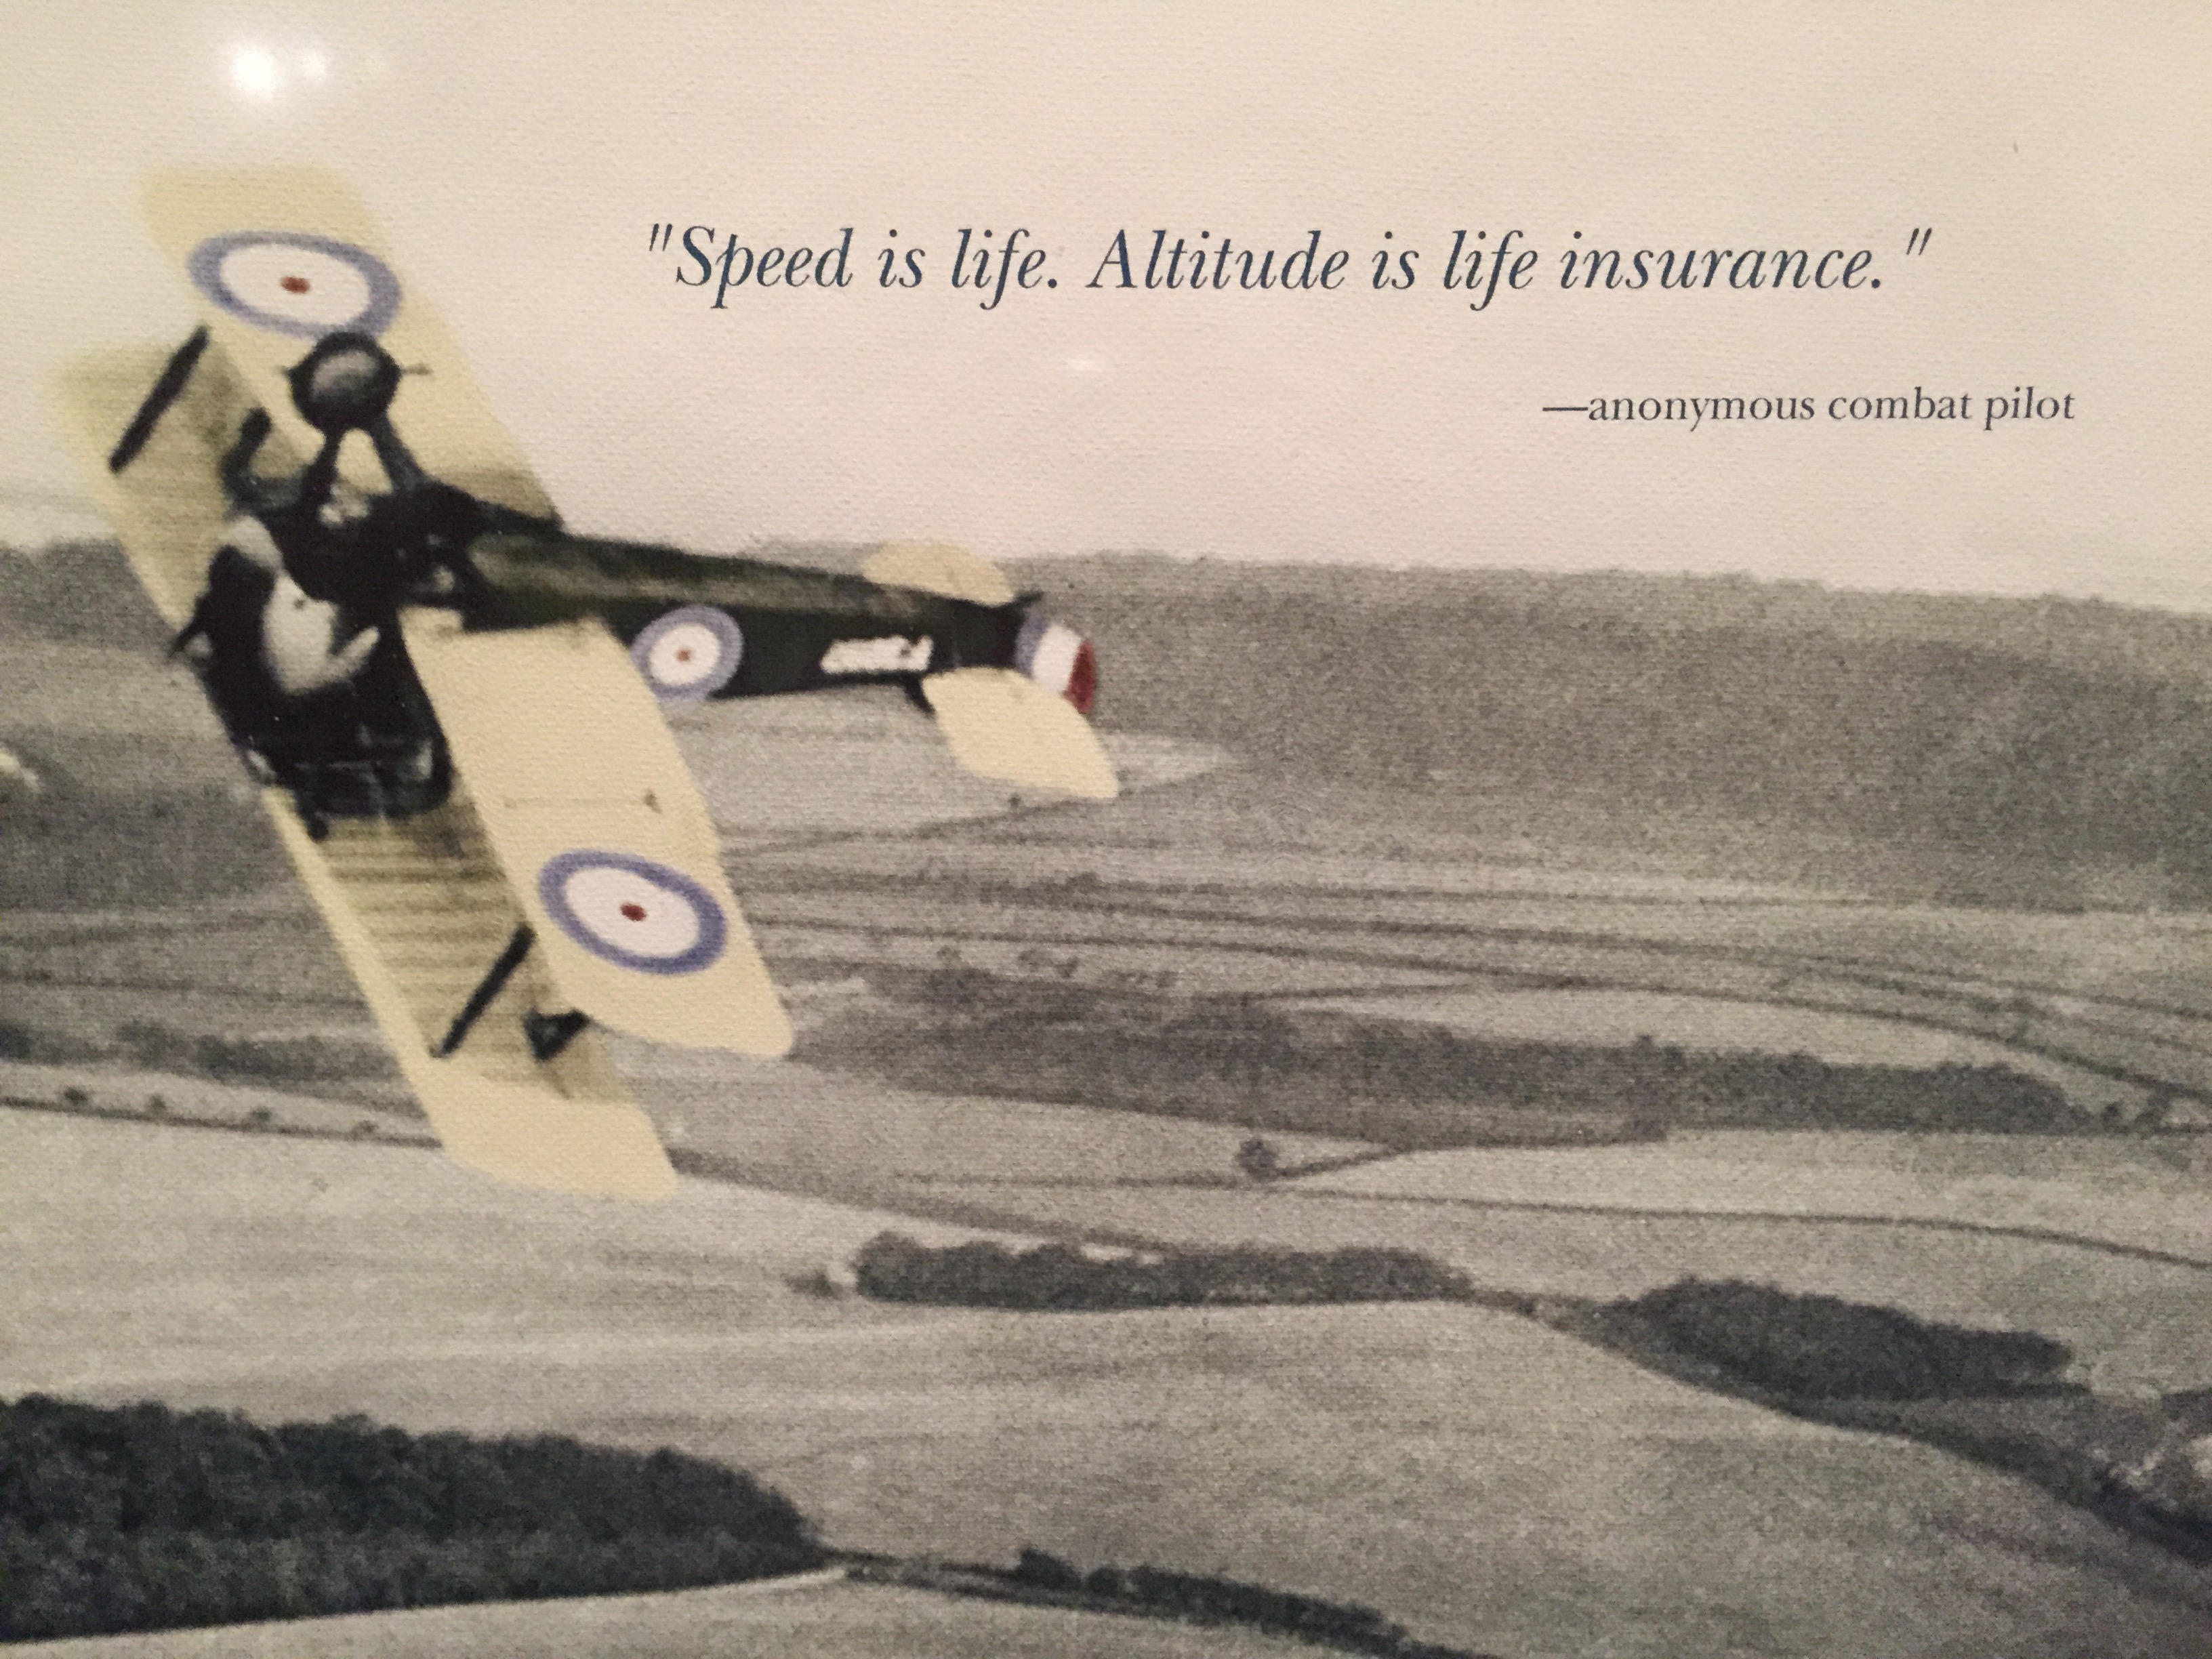 "Speed is life. Altitude is life insurance."
—anonymous combat pilot